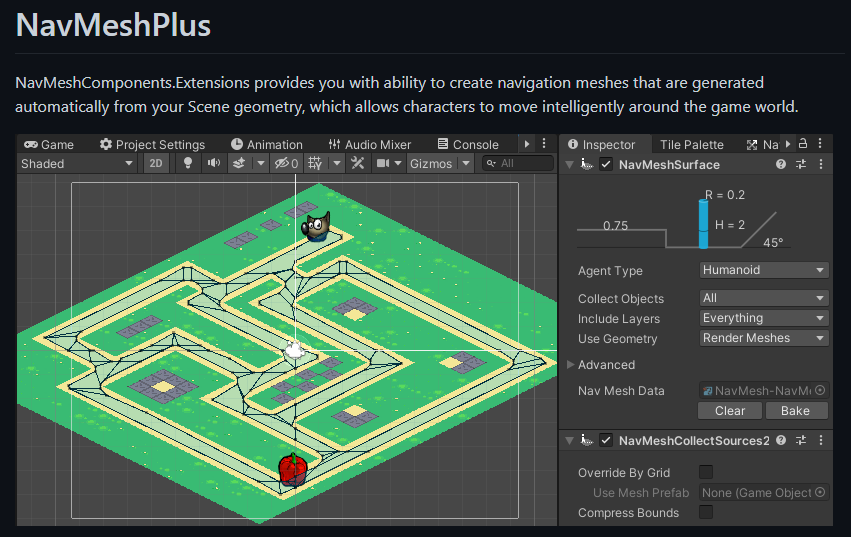 NavMeshPlus
NavMeshComponents.Extensions provides you with ability to create navigation meshes that are generated
automatically from your Scene geometry, which allows characters to move intelligently around the game world.
Game Project Settings Animation Audio Mixer Console
Shaded 2D 0 Gizmos All
Inspector Tile Palette Na
NavMeshSurface
R = 0.2
0.75 H = 2
45°
Agent Type Humanoid
Collect Objects All
Include Layers Everything
Use Geometry Render Meshes
Advanced
Nav Mesh Data NavMesh-NavMe
Clear Bake
NavMeshCollectSources2
Override By Grid
Use Mesh Prefab None (Game Object
Compress Bounds